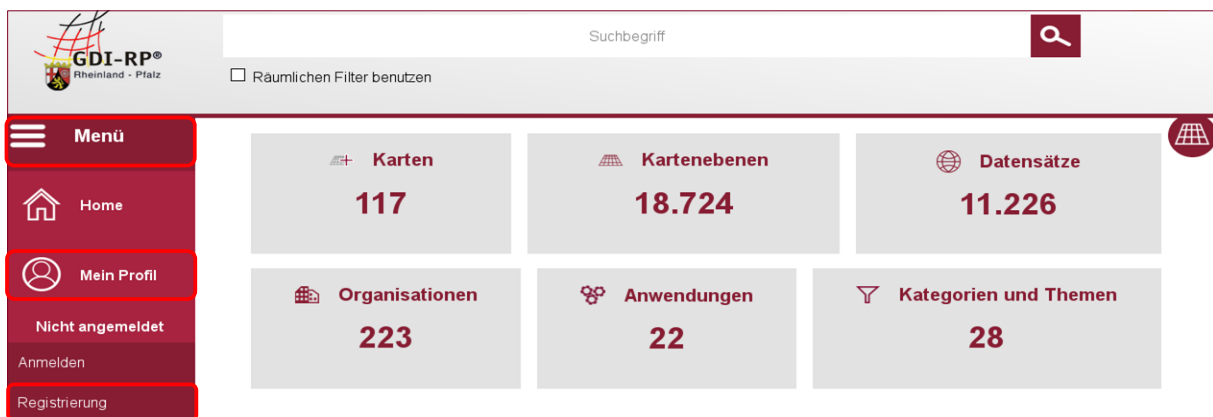 GDI-RP®
Rheinland - Pfalz
Suchbegriff
Räumlichen Filter benutzen
Menü
Home
Mein Profil
Nicht angemeldet
Anmelden
Registrierung
Karten
117
Kartenebenen
18.724
Datensätze
11.226
Organisationen
223
Anwendungen
22
Kategorien und Themen
28